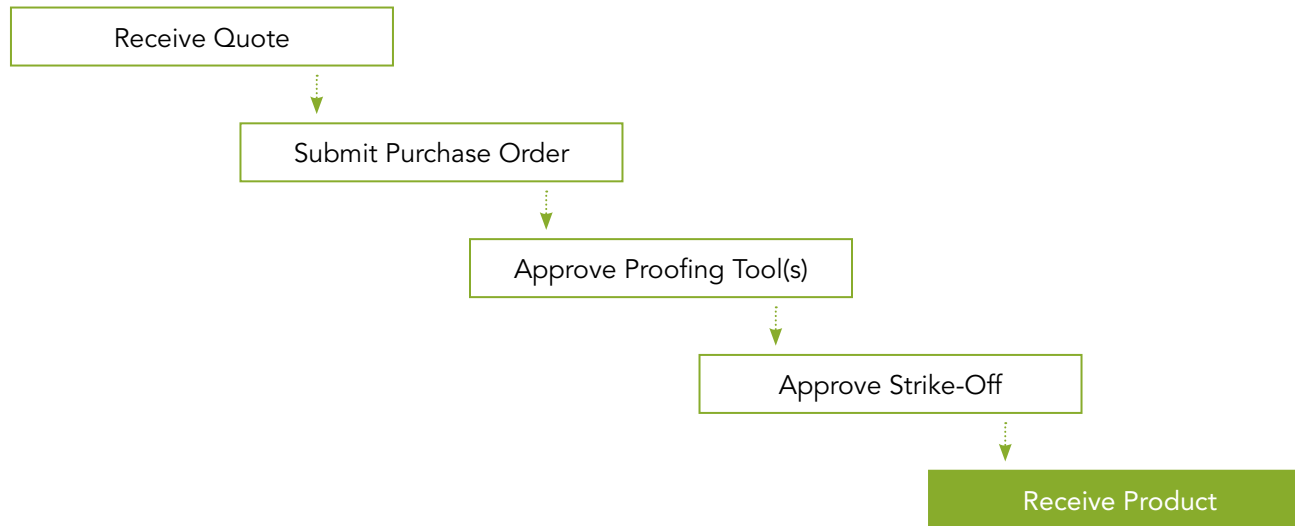 Receive Quote
Submit Purchase Order
Approve Proofing Tool(s)
Approve Strike-Off
Receive Product